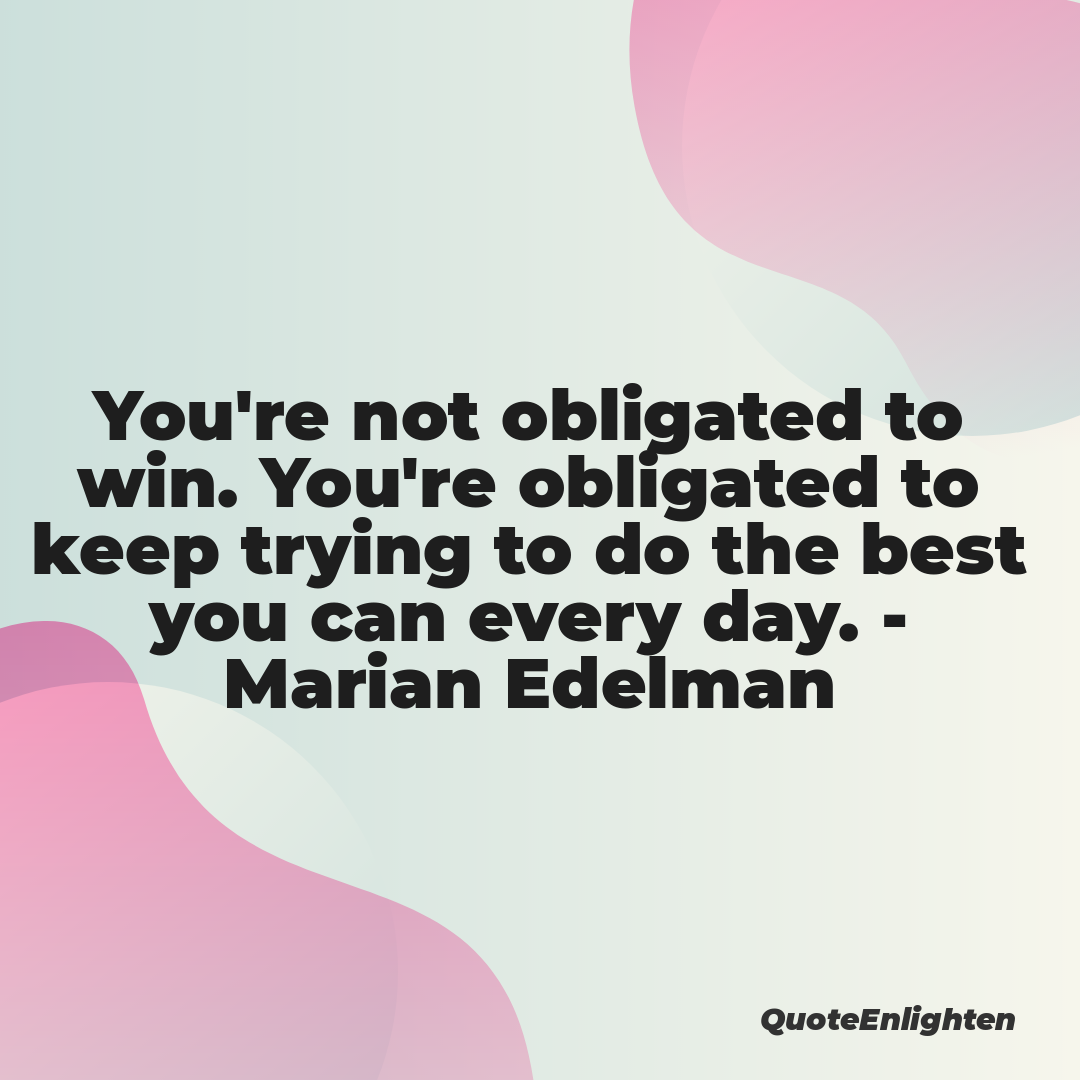 You're not obligated to
win. You're obligated to
keep trying to do the best
you can every day. -
Marian Edelman
QuoteEnlighten